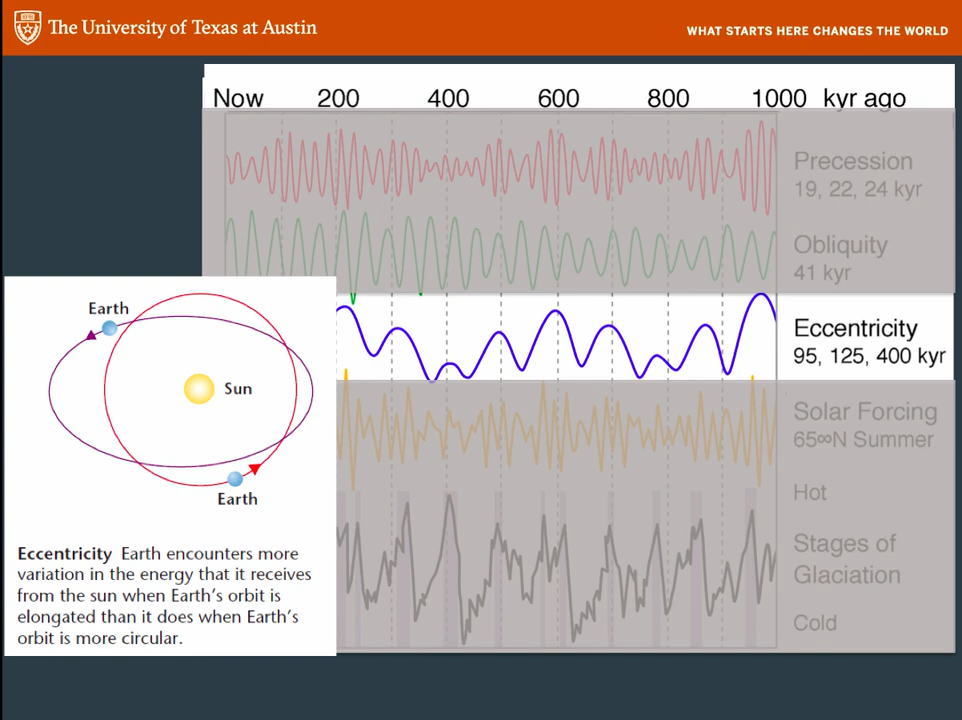 The University of Texas at Austin
WHAT STARTS HERE CHANGES THE WORLD
Now 200 400 600 800 1000 kyr ago
Precession
19, 22, 24 kyr
Obliquity
41 kyr
Eccentricity
95, 125, 400 kyr
Solar Forcing
65∞N Summer
Hot
Stages of
Glaciation
Cold
Earth
Sun
Earth
Eccentricity Earth encounters more
variation in the energy that it receives
from the sun when Earth's orbit is
elongated than it does when Earth's
orbit is more circular.